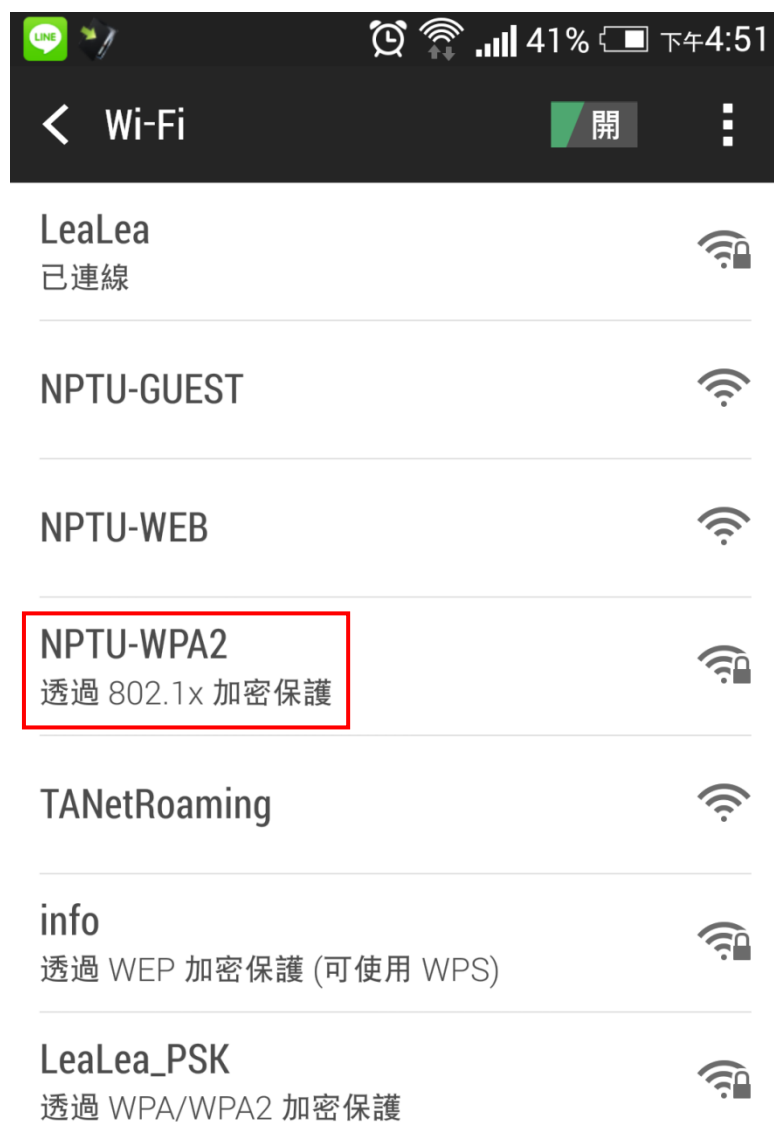 LINE
41%
下午4:51
Wi-Fi
開
LeaLea
已連線
NPTU-GUEST
NPTU-WEB
NPTU-WPA2
透過 802.1x 加密保護
TANetRoaming
info
透過 WEP 加密保護 (可使用 WPS)
LeaLea_PSK
透過 WPA/WPA2 加密保護